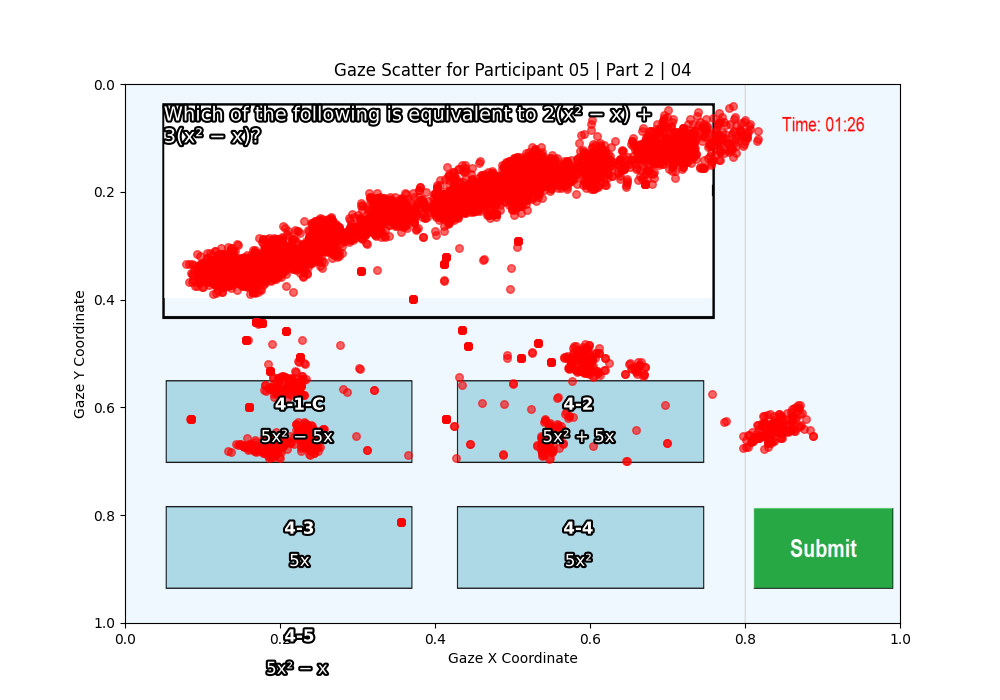 Gaze Scatter for Participant 05 | Part 2 | 04
Which of the following is equivalent to 2(x² − x) +
3(x² − x)?
Time: 01:26
0.0
0.2
0.4
0.6
0.8
1.0
Gaze Y Coordinate
4-1-C
5x² − 5x
4-2
5x² + 5x
4-3
5x
4-4
5x²
Submit
0.0
0.2
0.4
0.6
0.8
1.0
4-5
5x² − x
Gaze X Coordinate